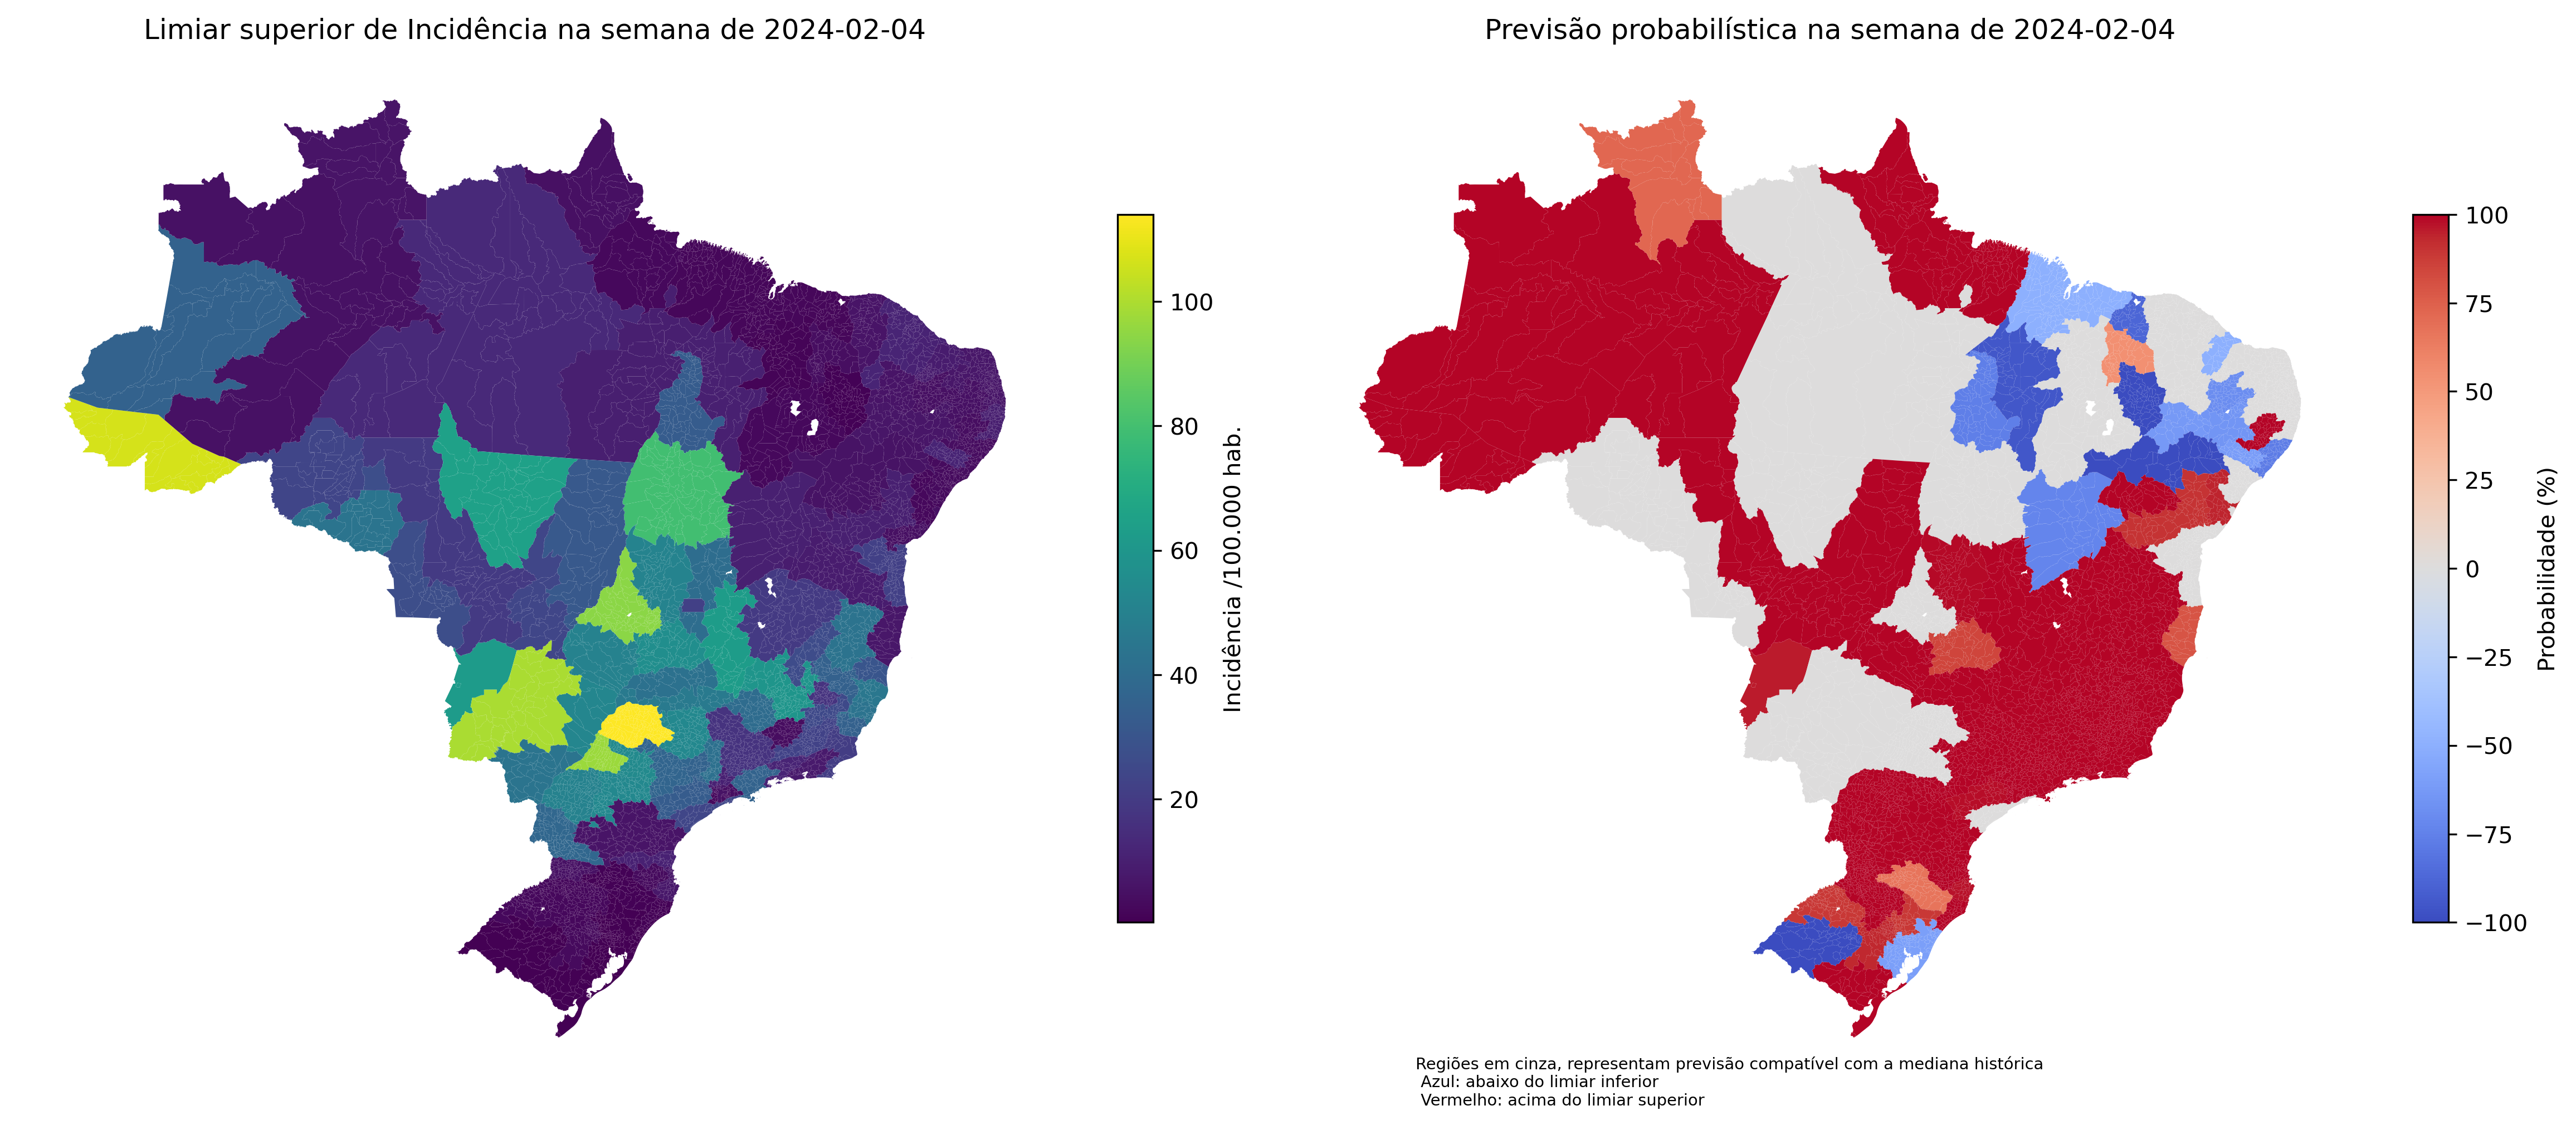 Limiar superior de Incidência na semana de 2024-02-04
Previsão probabilística na semana de 2024-02-04
100
80
60
40
20
Incidência /100.000 hab.
100
75
50
25
0
−25
−50
−75
−100
Probabilidade (%)
Regiões em cinza, representam previsão compatível com a mediana histórica
Azul: abaixo do limiar inferior
Vermelho: acima do limiar superior